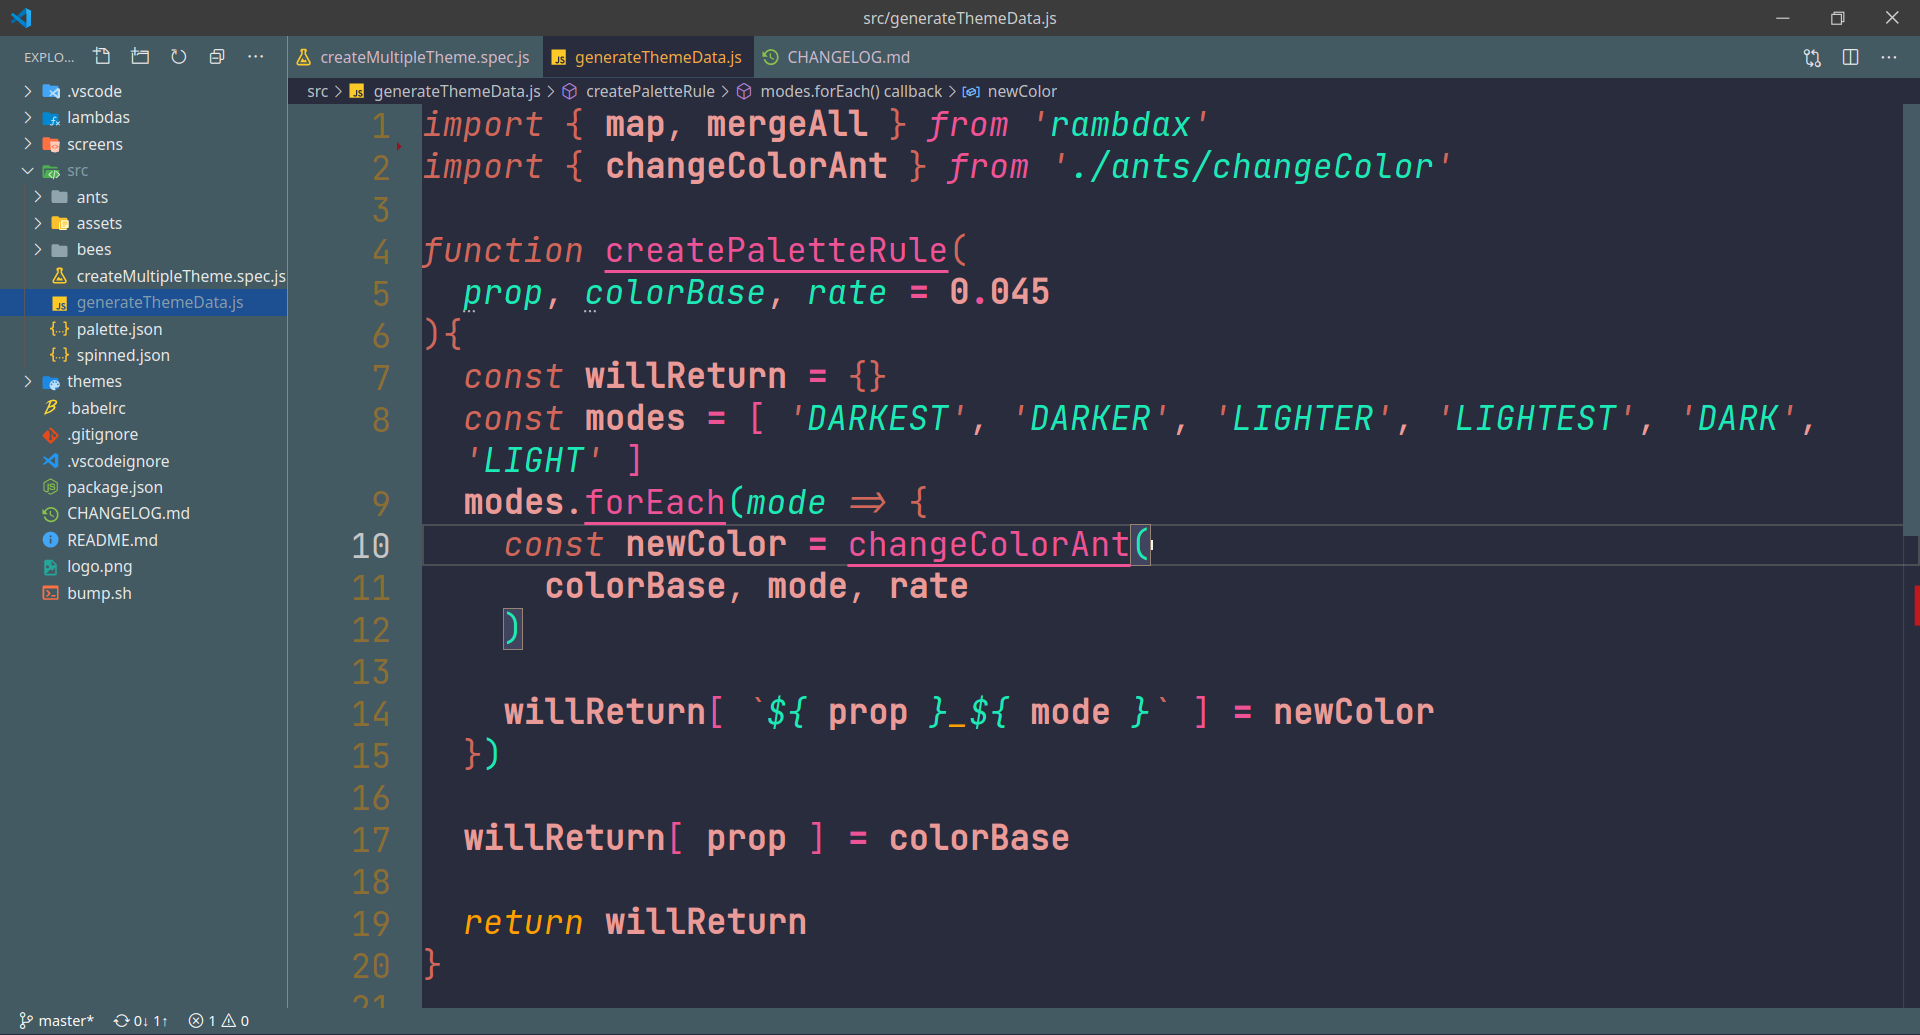 src/generateThemeData.js
EXPLO...
createMultipleTheme.spec.js
generateThemeData.js
CHANGELOG.md
src > generateThemeData.js > createPaletteRule > modes.forEach() callback > newColor
.vscode
lambdas
screens
src
ants
assets
bees
createMultipleTheme.spec.js
generateThemeData.js
palette.json
spinned.json
themes
.babelrc
.gitignore
.vscodeignore
package.json
CHANGELOG.md
README.md
logo.png
bump.sh
1 import { map, mergeAll } from 'rambdax'
2 import { changeColorAnt } from './ants/changeColor'
3
4 function createPaletteRule(
5 prop, colorBase, rate = 0.045
6 ){
7 const willReturn = {}
8 const modes = [ 'DARKEST', 'DARKER', 'LIGHTER', 'LIGHTEST', 'DARK',
'LIGHT' ]
9 modes.forEach(mode => {
10 const newColor = changeColorAnt(
11 colorBase, mode, rate
12 )
13
14 willReturn[ `${ prop }_${ mode }` ] = newColor
15 })
16
17 willReturn[ prop ] = colorBase
18
19 return willReturn
20 }
21
master* 0↓ 1↑ 1 0